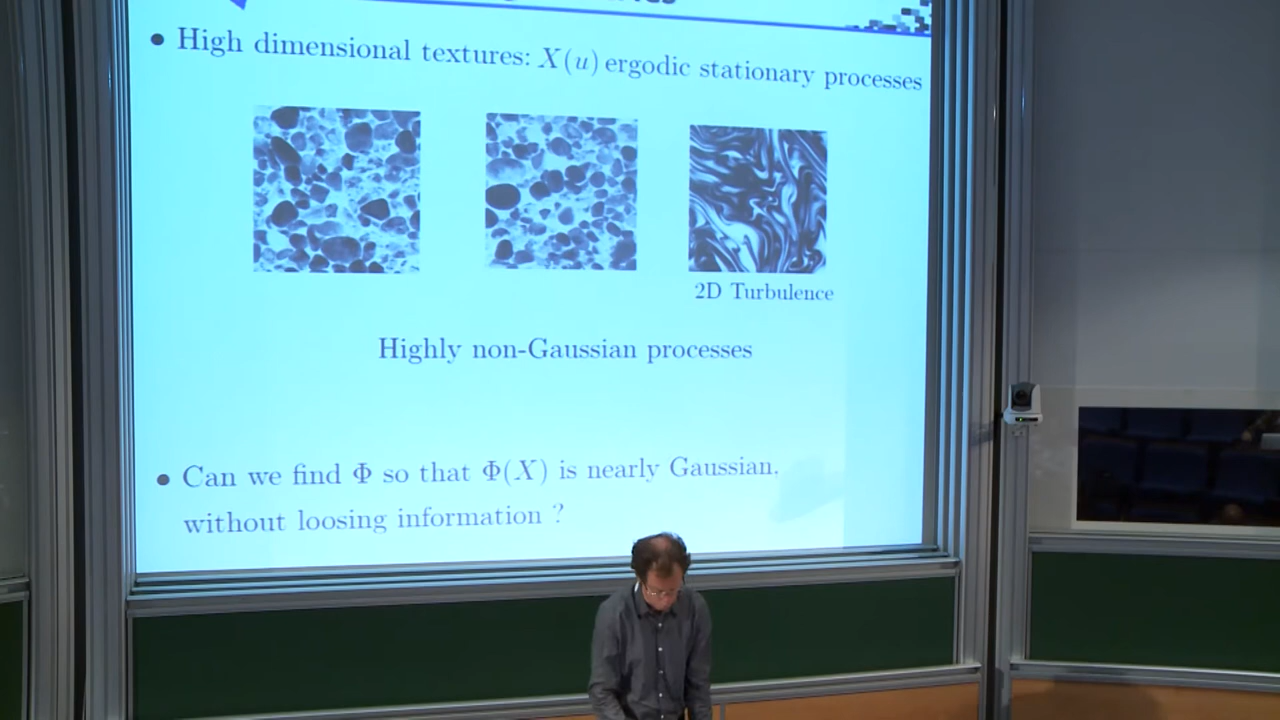 • High dimensional textures: X(u) ergodic stationary processes
2D Turbulence
Highly non-Gaussian processes
• Can we find Φ so that Φ(X) is nearly Gaussian,
without loosing information ?